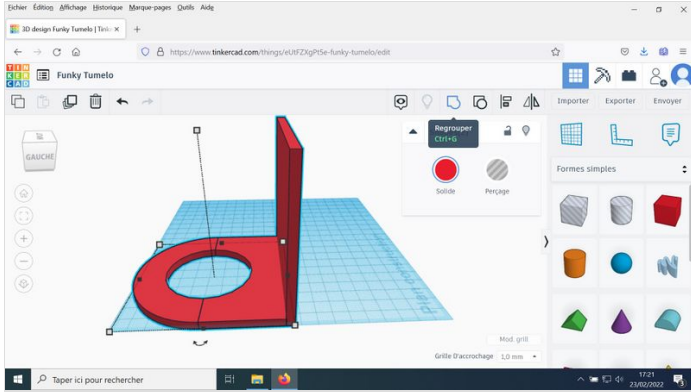 Fichier Édition Affichage Historique Marque-pages Outils Aide
3D design Funky Tumelo | Tink
https://www.tinkercad.com/things/eUtFZXgPtSe-funky-tumelo/edit
TIN
KER
CAD
Funky Tumelo
Importer Exporter Envoyer
Regrouper
Ctrl+G
GAUCHE
Solide Perçage
Formes simples
Mod. gril
Grille D'accrochage 1,0 mm
Taper ici pour rechercher
17:21
23/02/2022